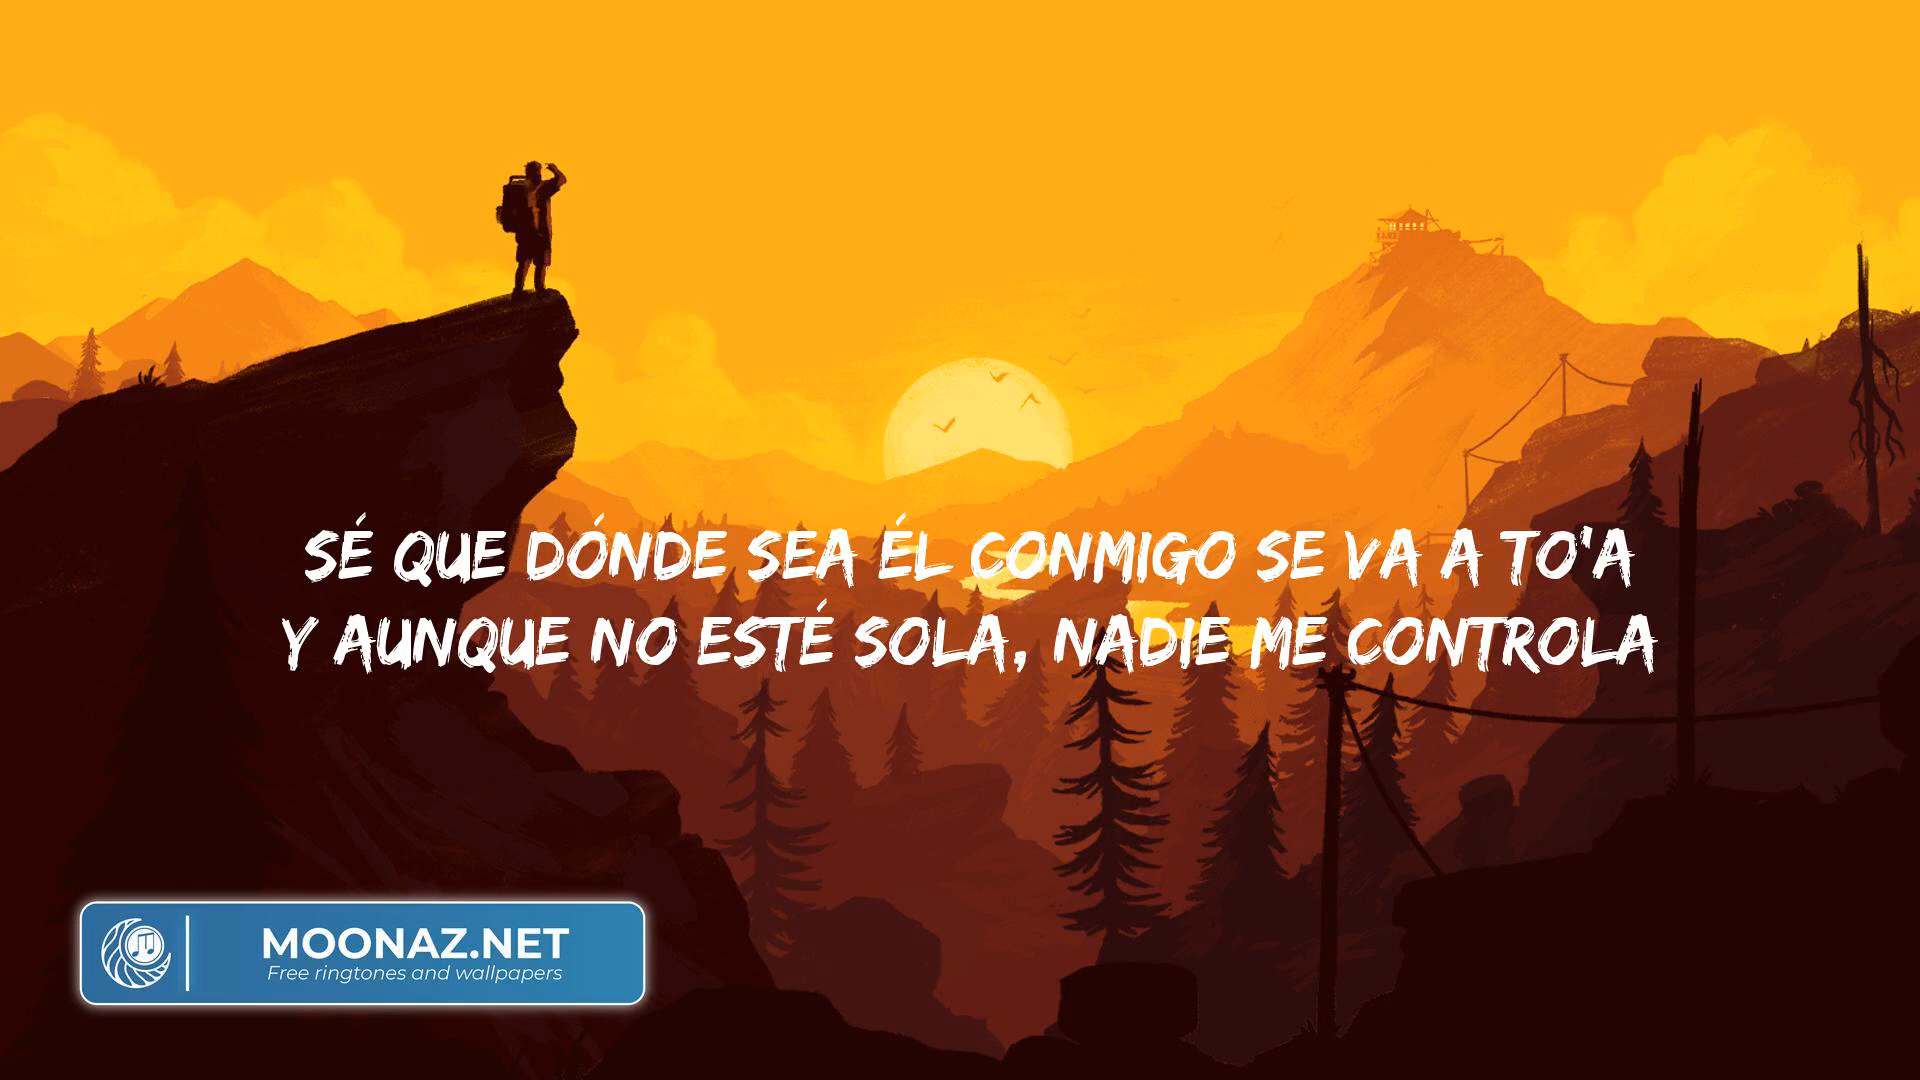 SÉ QUE DÓNDE SEA ÉL CONMIGO SE VA A TO'A
Y AUNQUE NO ESTÉ SOLA, NADIE ME CONTROLA
MOONAZ.NET
Free ringtones and wallpapers